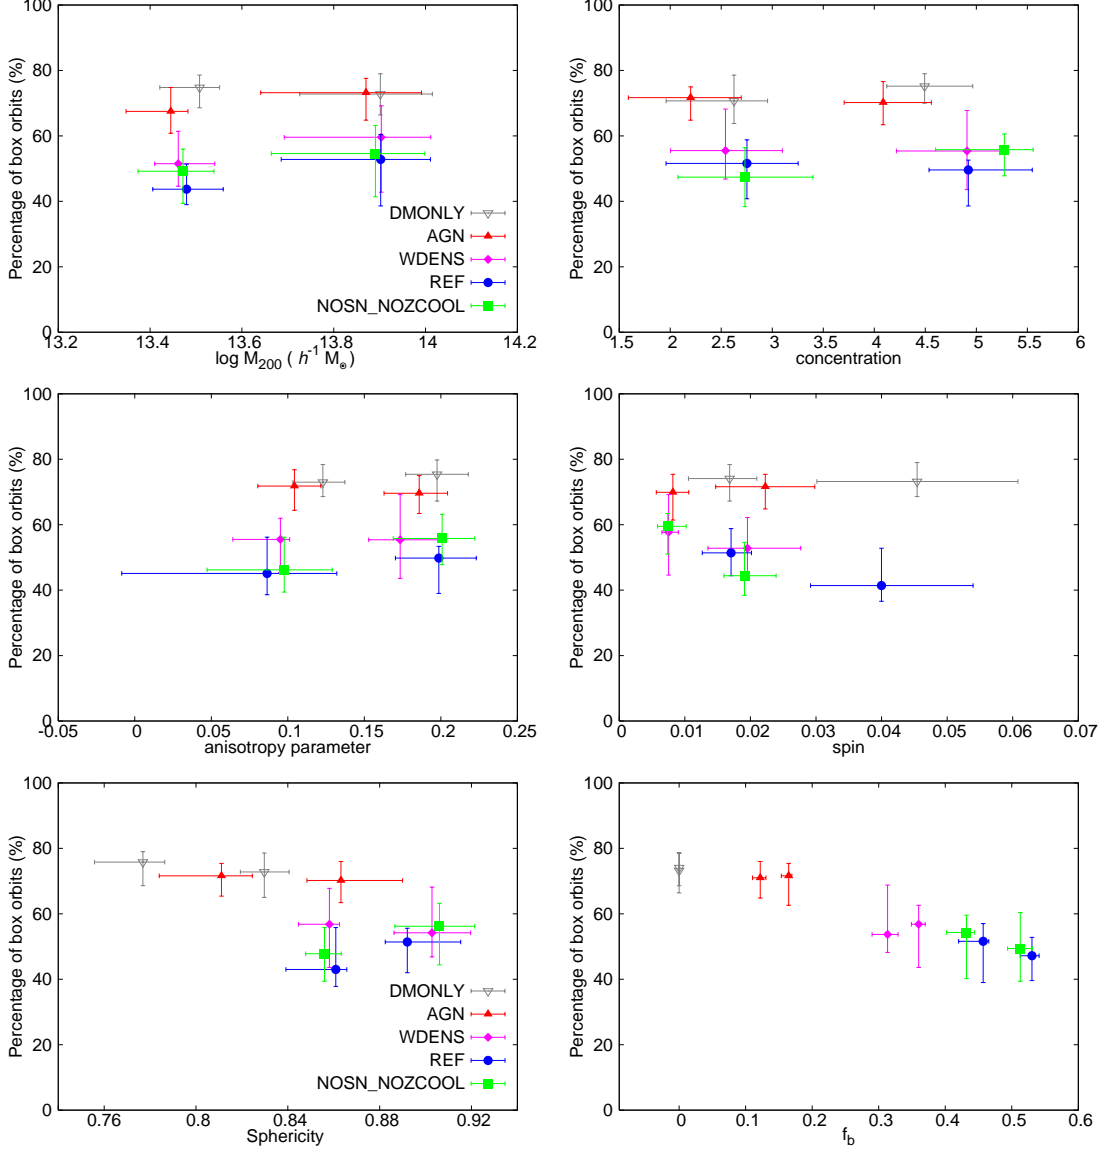 100
80
60
40
20
0
Percentage of box orbits (%)
13.2 13.4 13.6 13.8 14 14.2
log M200 ( h-1 M⊙)
DMONLY
AGN
WDENS
REF
NOSN_NOZCOOL
100
80
60
40
20
0
Percentage of box orbits (%)
1.5 2 2.5 3 3.5 4 4.5 5 5.5 6
concentration
100
80
60
40
20
0
Percentage of box orbits (%)
-0.05 0 0.05 0.1 0.15 0.2 0.25
anisotropy parameter
100
80
60
40
20
0
Percentage of box orbits (%)
0 0.01 0.02 0.03 0.04 0.05 0.06 0.07
spin
100
80
60
40
20
0
Percentage of box orbits (%)
0.76 0.8 0.84 0.88 0.92
Sphericity
DMONLY
AGN
WDENS
REF
NOSN_NOZCOOL
100
80
60
40
20
0
Percentage of box orbits (%)
0 0.1 0.2 0.3 0.4 0.5 0.6
fb